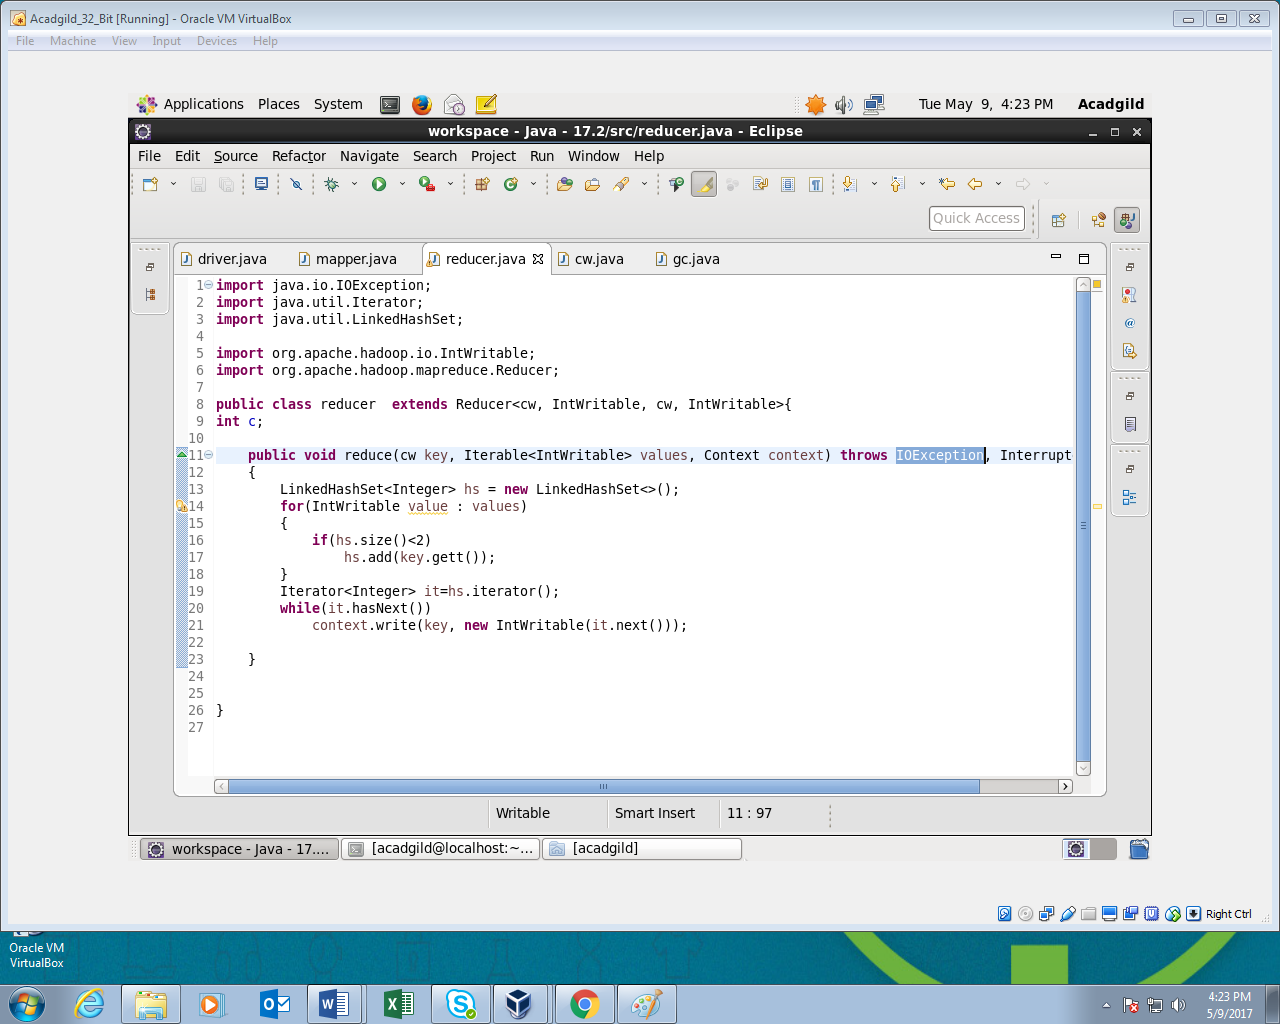 Acadgild_32_Bit [Running] - Oracle VM VirtualBox
File Machine View Input Devices Help
Applications Places System Tue May 9, 4:23 PM Acadgild
workspace - Java - 17.2/src/reducer.java - Eclipse
File Edit Source Refactor Navigate Search Project Run Window Help
Quick Access
driver.java mapper.java reducer.java cw.java gc.java
1 import java.io.IOException;
2 import java.util.Iterator;
3 import java.util.LinkedHashSet;
4
5 import org.apache.hadoop.io.IntWritable;
6 import org.apache.hadoop.mapreduce.Reducer;
7
8 public class reducer  extends Reducer<cw, IntWritable, cw, IntWritable>{
9 int c;
10
11     public void reduce(cw key, Iterable<IntWritable> values, Context context) throws IOException, Interrupt
12     {
13         LinkedHashSet<Integer> hs = new LinkedHashSet<>();
14         for(IntWritable value : values)
15         {
16             if(hs.size()<2)
17                 hs.add(key.gett());
18         }
19         Iterator<Integer> it=hs.iterator();
20         while(it.hasNext())
21             context.write(key, new IntWritable(it.next()));
22
23     }
24
25
26 }
27
Writable Smart Insert 11 : 97
workspace - Java - 17.... [acadgild@localhost:~... [acadgild]
Right Ctrl
Oracle VM
VirtualBox
4:23 PM
5/9/2017